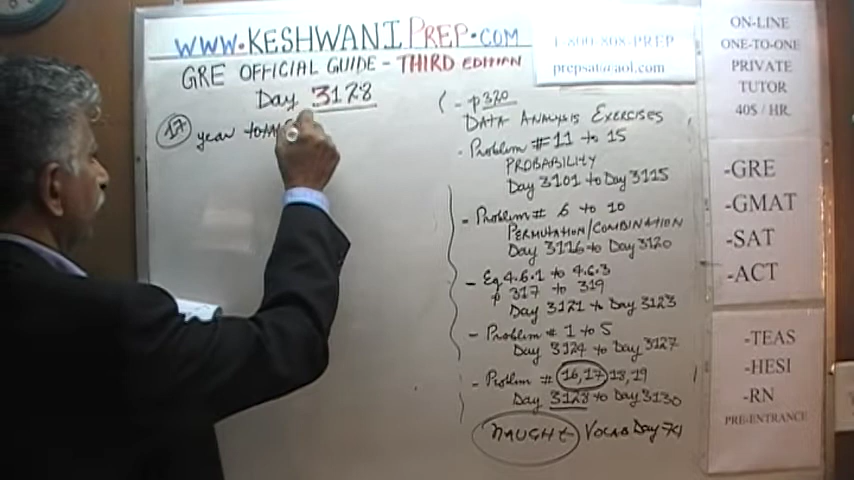 WWW.KESHWANIPREP.COM
GRE OFFICIAL GUIDE - THIRD EDITION
Day 3128
17 year
1-800-808-PREP
prepsat@aol.com
( - p320
DATA ANALYSIS EXERCISES
- Problem #11 to 15
PROBABILITY
Day 3101 to Day 3115
- Problem # 6 to 10
PERMUTATION/COMBINATION
Day 3116 to Day 3120
- Eg 4.6.1 to 4.6.3
p 317 to 319
Day 3121 to Day 3123
- Problem # 1 to 5
Day 3124 to Day 3127
- Problem # 16, 17 18, 19
Day 3128 to Day 3130
NAUGHT VOCAB Day
ON-LINE
ONE-TO-ONE
PRIVATE
TUTOR
40$ / HR.
-GRE
-GMAT
-SAT
-ACT
-TEAS
-HESI
-RN
PRE-ENTRANCE